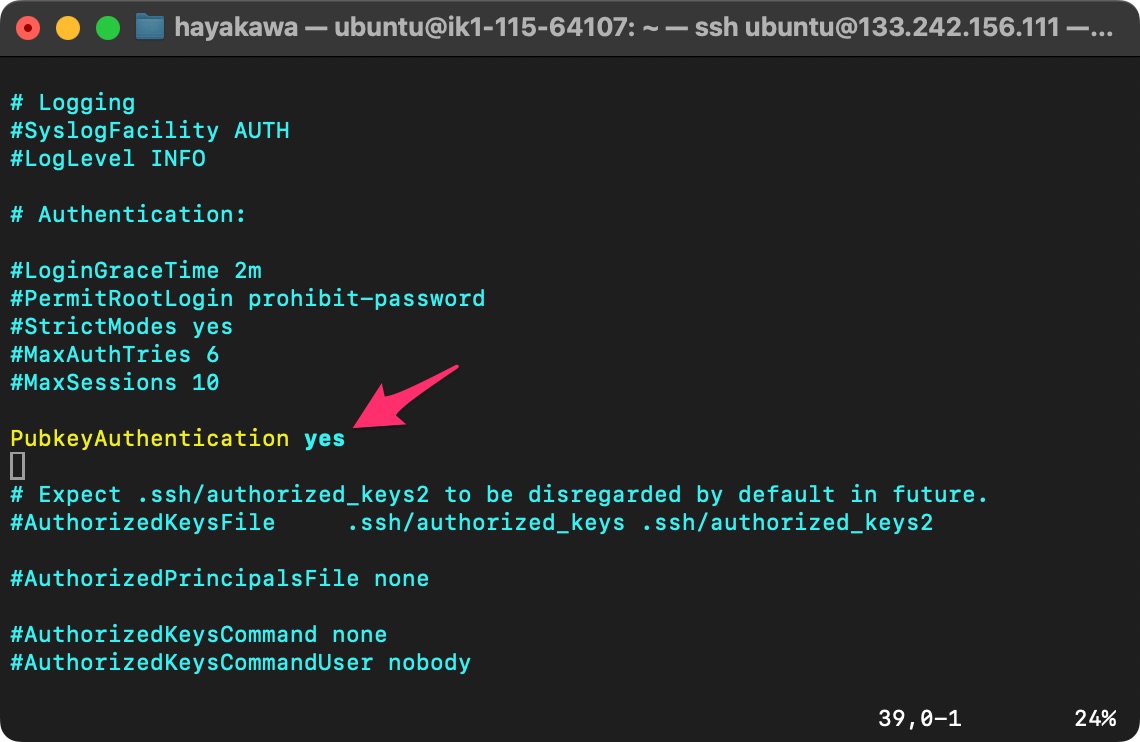 hayakawa — ubuntu@ik1-115-64107: ~ — ssh ubuntu@133.242.156.111 —...
# Logging
#SyslogFacility AUTH
#LogLevel INFO
# Authentication:
#LoginGraceTime 2m
#PermitRootLogin prohibit-password
#StrictModes yes
#MaxAuthTries 6
#MaxSessions 10
PubkeyAuthentication yes
# Expect .ssh/authorized_keys2 to be disregarded by default in future.
#AuthorizedKeysFile     .ssh/authorized_keys .ssh/authorized_keys2
#AuthorizedPrincipalsFile none
#AuthorizedKeysCommand none
#AuthorizedKeysCommandUser nobody
39,0-1        24%